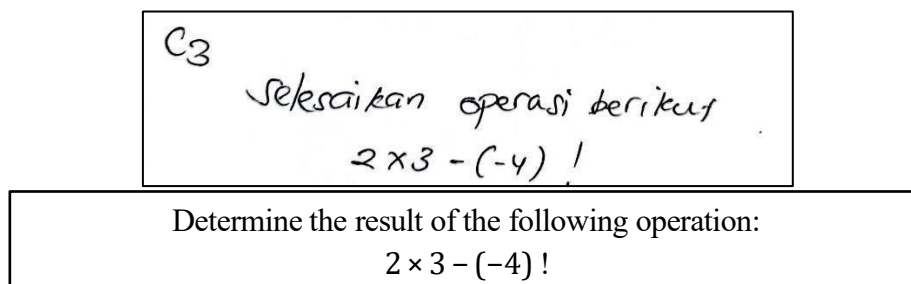 C3
Selesaikan operasi berikut
2 × 3 - (-4) !
Determine the result of the following operation:
2 × 3 – (−4) !